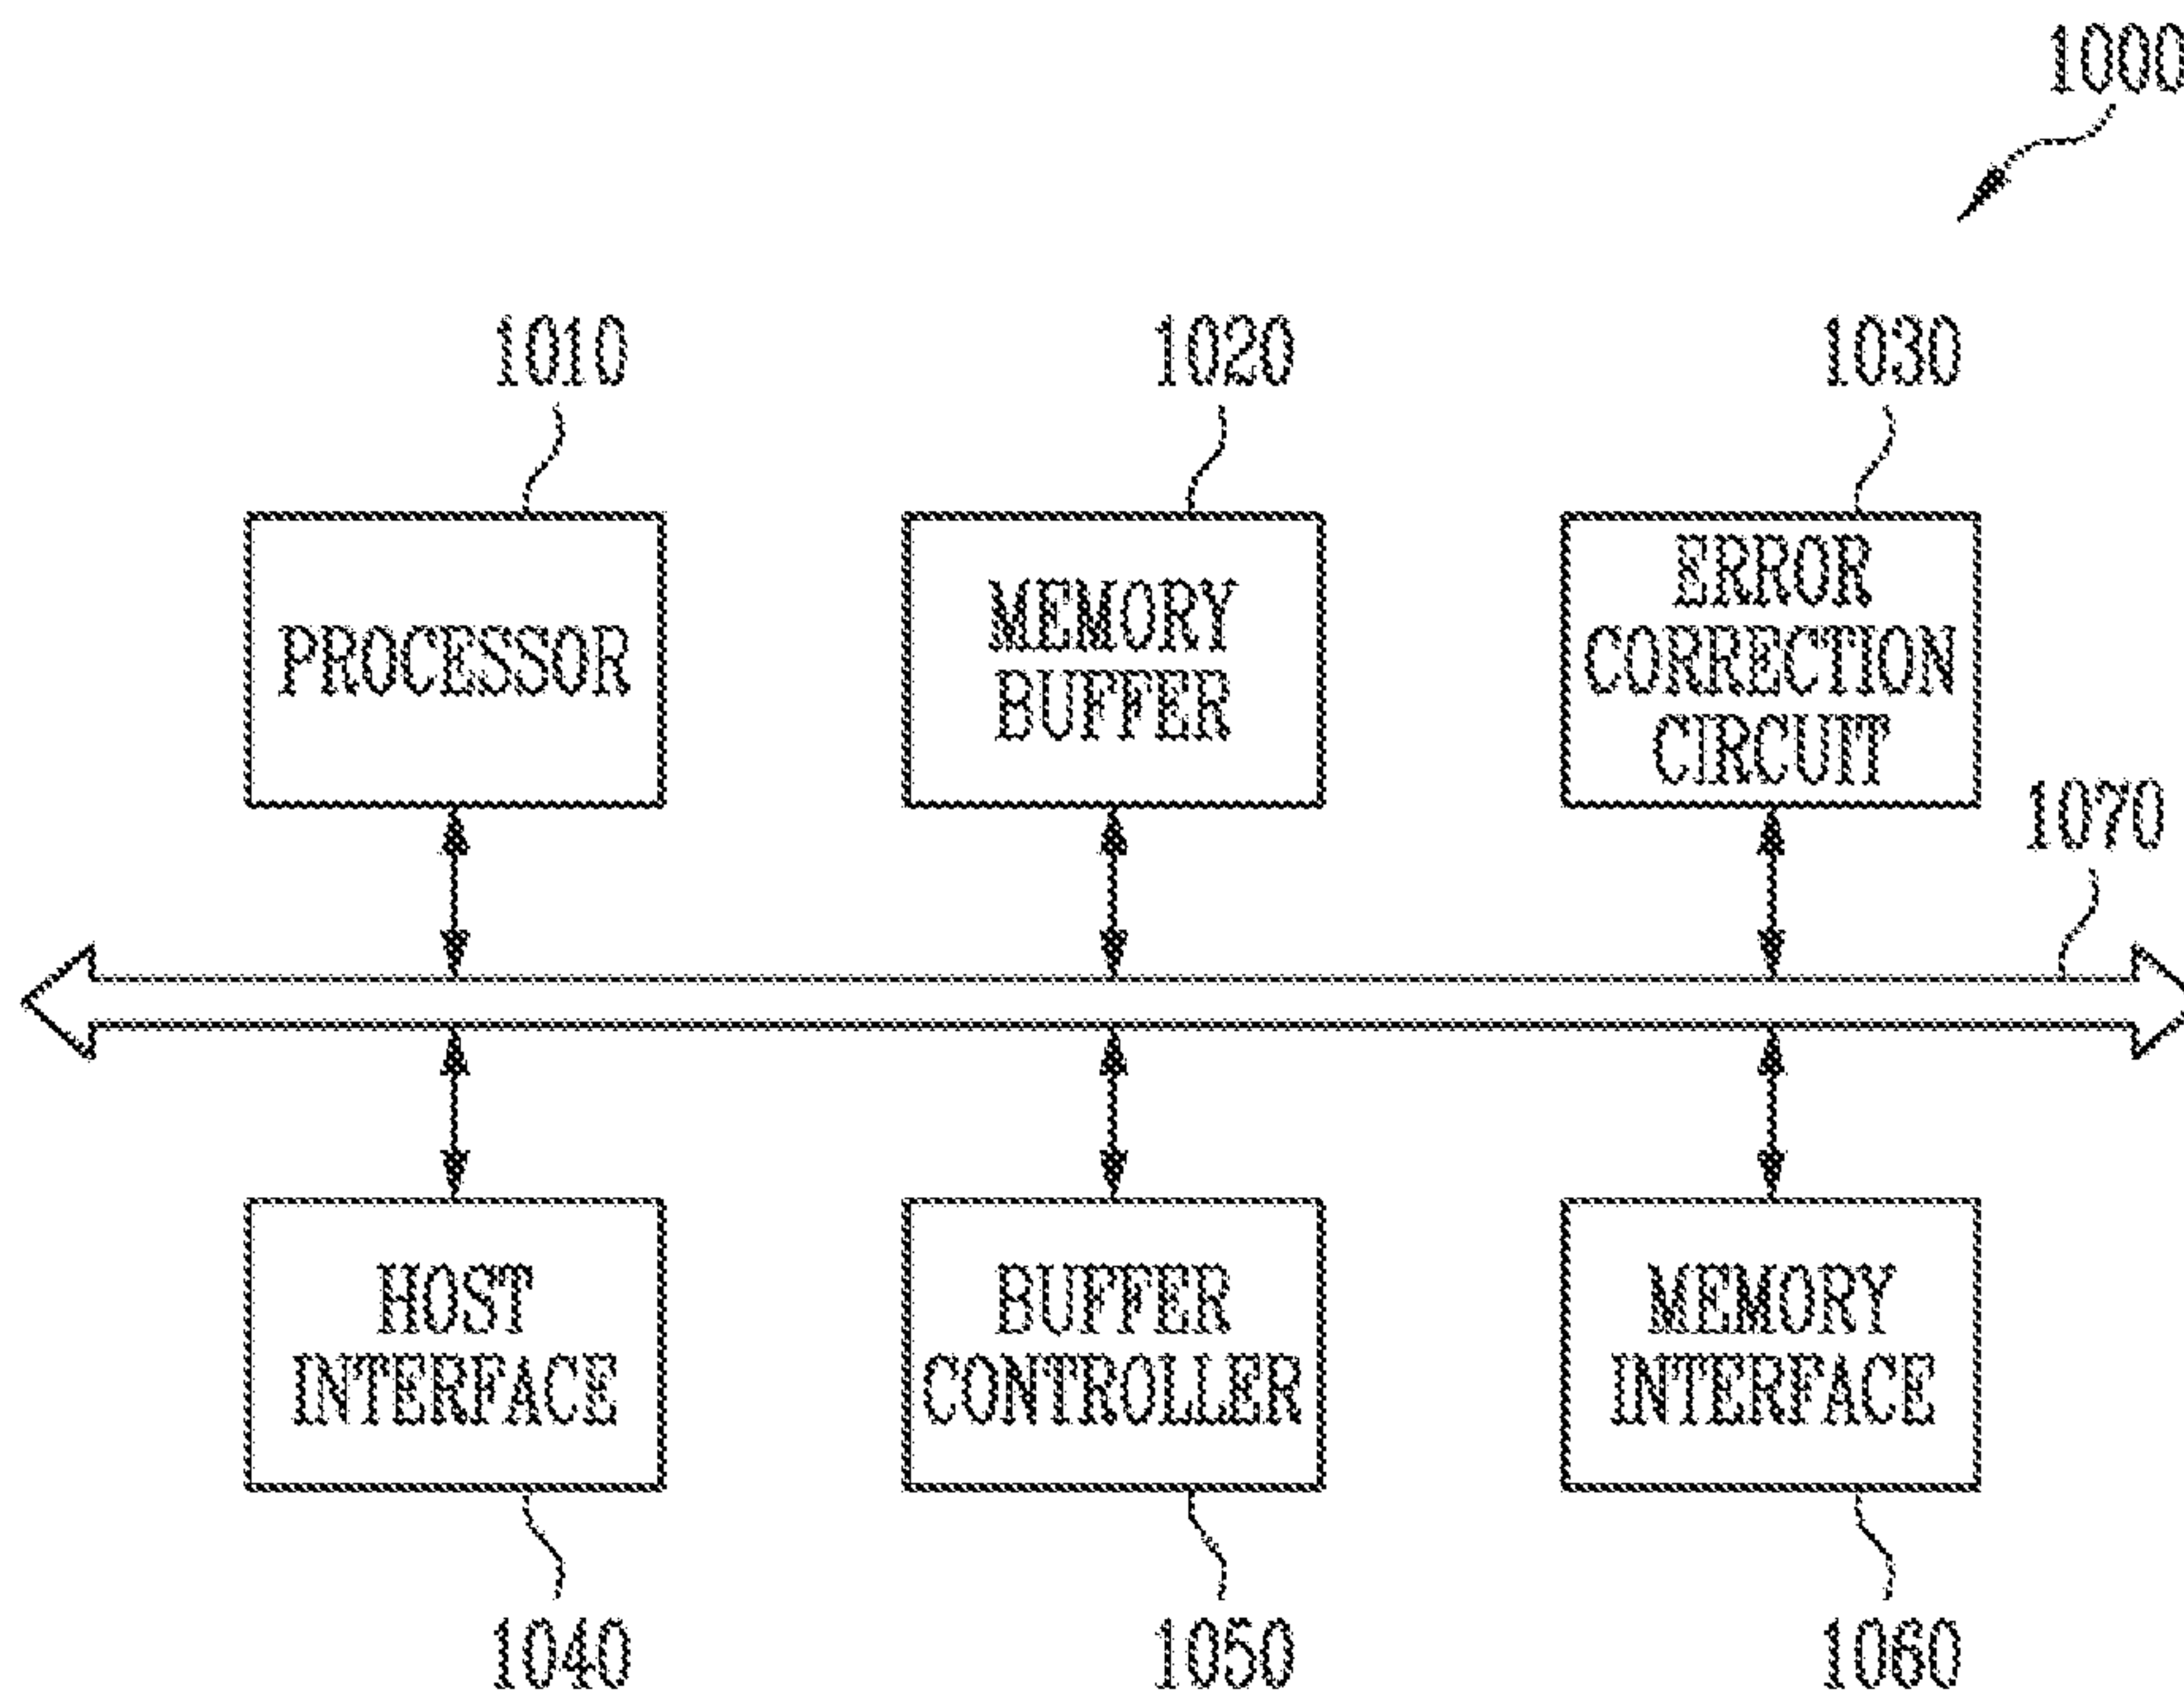 1000
1010
1020
1030
PROCESSOR
MEMORY
BUFFER
ERROR
CORRECTION
CIRCUIT
1070
HOST
INTERFACE
BUFFER
CONTROLLER
MEMORY
INTERFACE
1040
1050
1060